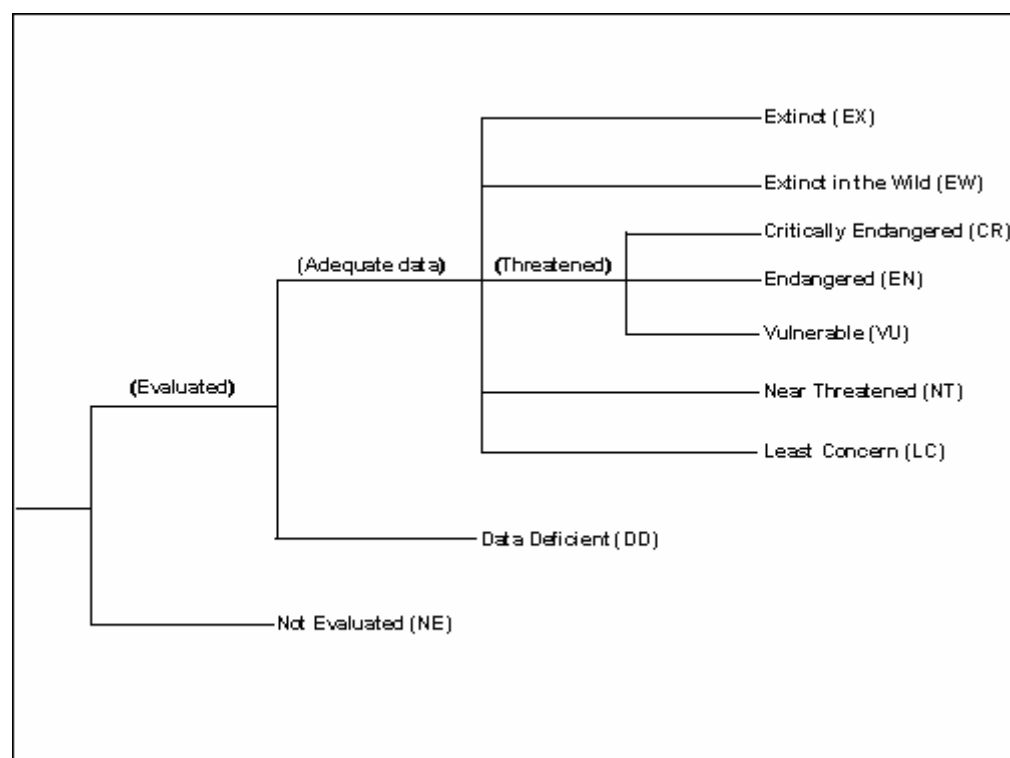 Extinct (EX)
Extinct in the Wild (EW)
Critically Endangered (CR)
(Adequate data)
(Threatened)
Endangered (EN)
Vulnerable (VU)
(Evaluated)
Near Threatened (NT)
Least Concern (LC)
Data Deficient (DD)
Not Evaluated (NE)